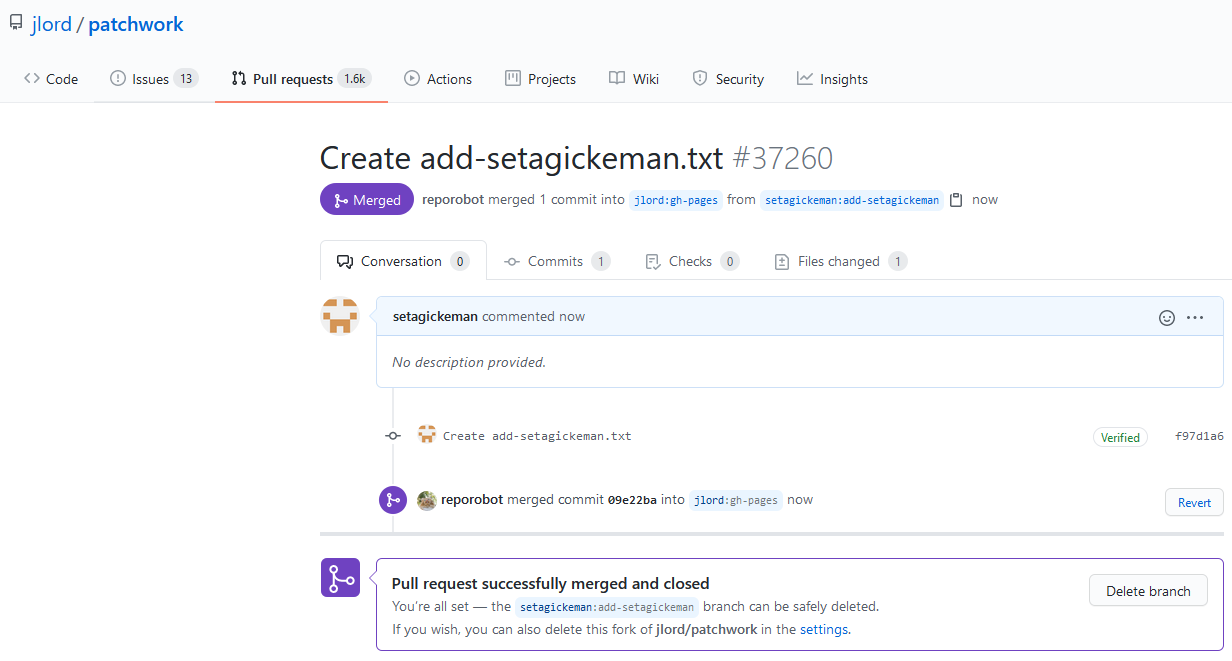 jlord / patchwork
Code Issues 13 Pull requests 1.6k Actions Projects Wiki Security Insights
Create add-setagickeman.txt #37260
Merged reporobot merged 1 commit into jlord:gh-pages from setagickeman:add-setagickeman now
Conversation 0 Commits 1 Checks 0 Files changed 1
setagickeman commented now
No description provided.
Create add-setagickeman.txt Verified f97d1a6
reporobot merged commit 09e22ba into jlord:gh-pages now
Revert
Pull request successfully merged and closed
Delete branch
You're all set — the setagickeman:add-setagickeman branch can be safely deleted.
If you wish, you can also delete this fork of jlord/patchwork in the settings.